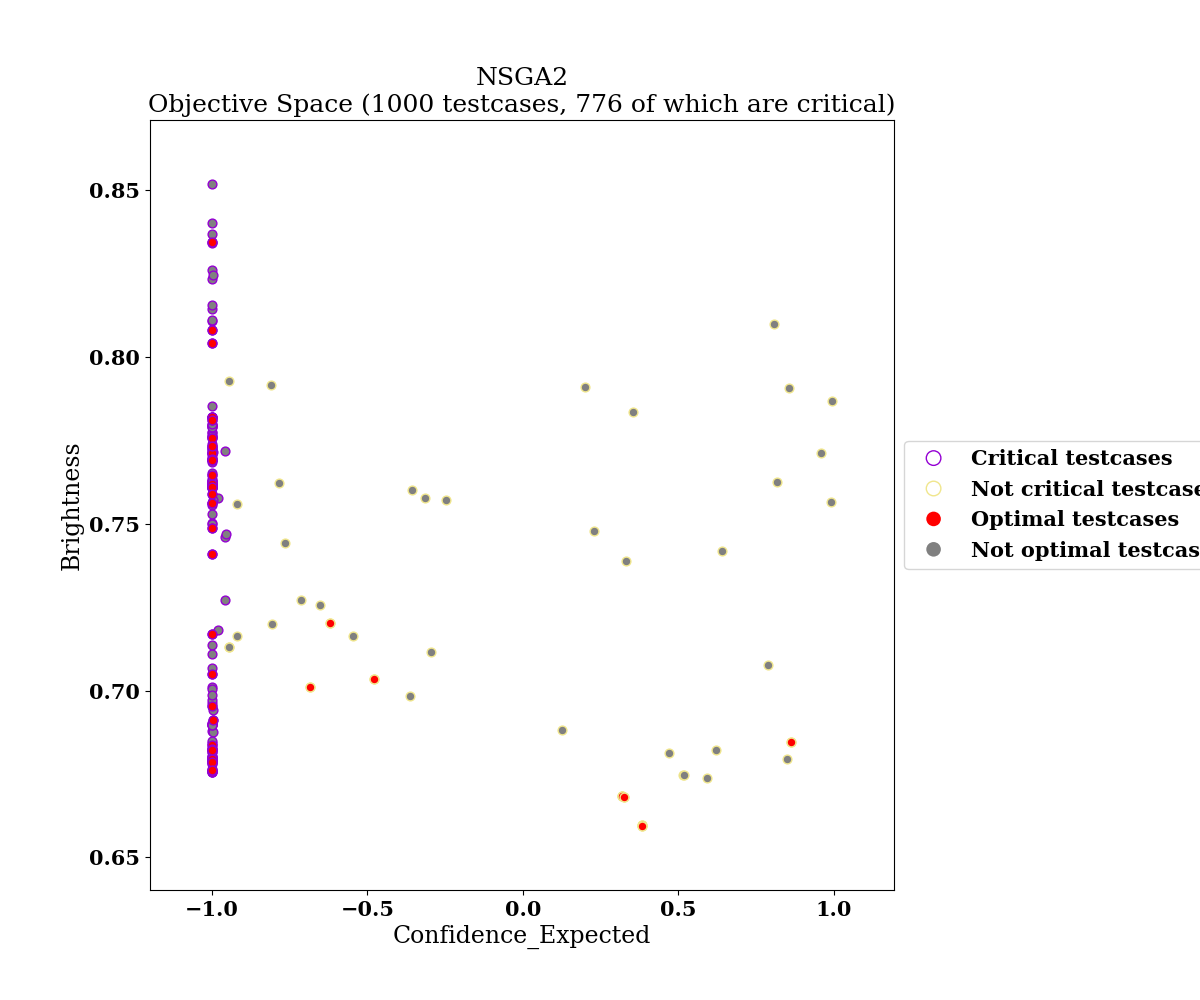 NSGA2
Objective Space (1000 testcases, 776 of which are critical)
0.85
0.80
0.75
0.70
0.65
Brightness
−1.0
−0.5
0.0
0.5
1.0
Confidence_Expected
Critical testcases
Not critical testcase
Optimal testcases
Not optimal testcas